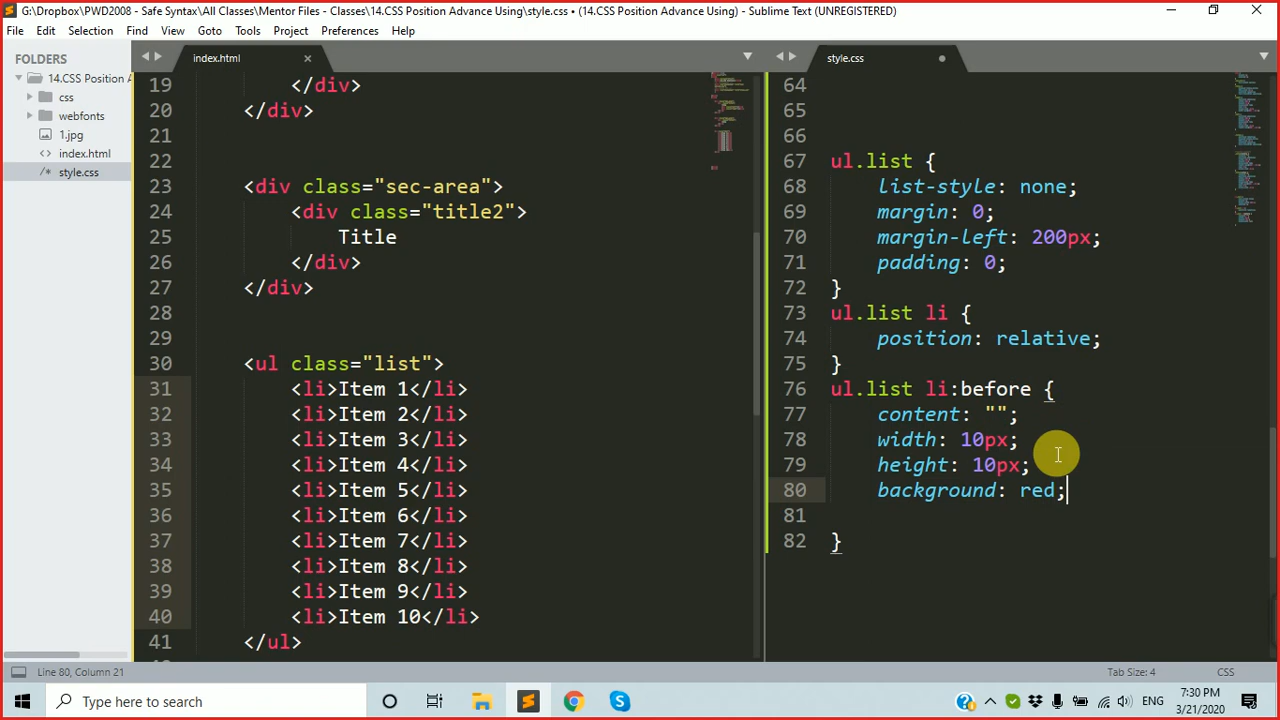 G:\Dropbox\PWD2008 - Safe Syntax\All Classes\Mentor Files - Classes\14.CSS Position Advance Using\style.css • (14.CSS Position Advance Using) - Sublime Text (UNREGISTERED)
File Edit Selection Find View Goto Tools Project Preferences Help
FOLDERS
14.CSS Position A
css
webfonts
1.jpg
index.html
style.css
index.html
19 </div>
20 </div>
21
22
23 <div class="sec-area">
24 <div class="title2">
25 Title
26 </div>
27 </div>
28
29
30 <ul class="list">
31 <li>Item 1</li>
32 <li>Item 2</li>
33 <li>Item 3</li>
34 <li>Item 4</li>
35 <li>Item 5</li>
36 <li>Item 6</li>
37 <li>Item 7</li>
38 <li>Item 8</li>
39 <li>Item 9</li>
40 <li>Item 10</li>
41 </ul>
style.css
64
65
66
67 ul.list {
68 list-style: none;
69 margin: 0;
70 margin-left: 200px;
71 padding: 0;
72 }
73 ul.list li {
74 position: relative;
75 }
76 ul.list li:before {
77 content: "";
78 width: 10px;
79 height: 10px;
80 background: red;
81
82 }
Line 80, Column 21
Tab Size: 4
CSS
Type here to search
ENG
7:30 PM
3/21/2020